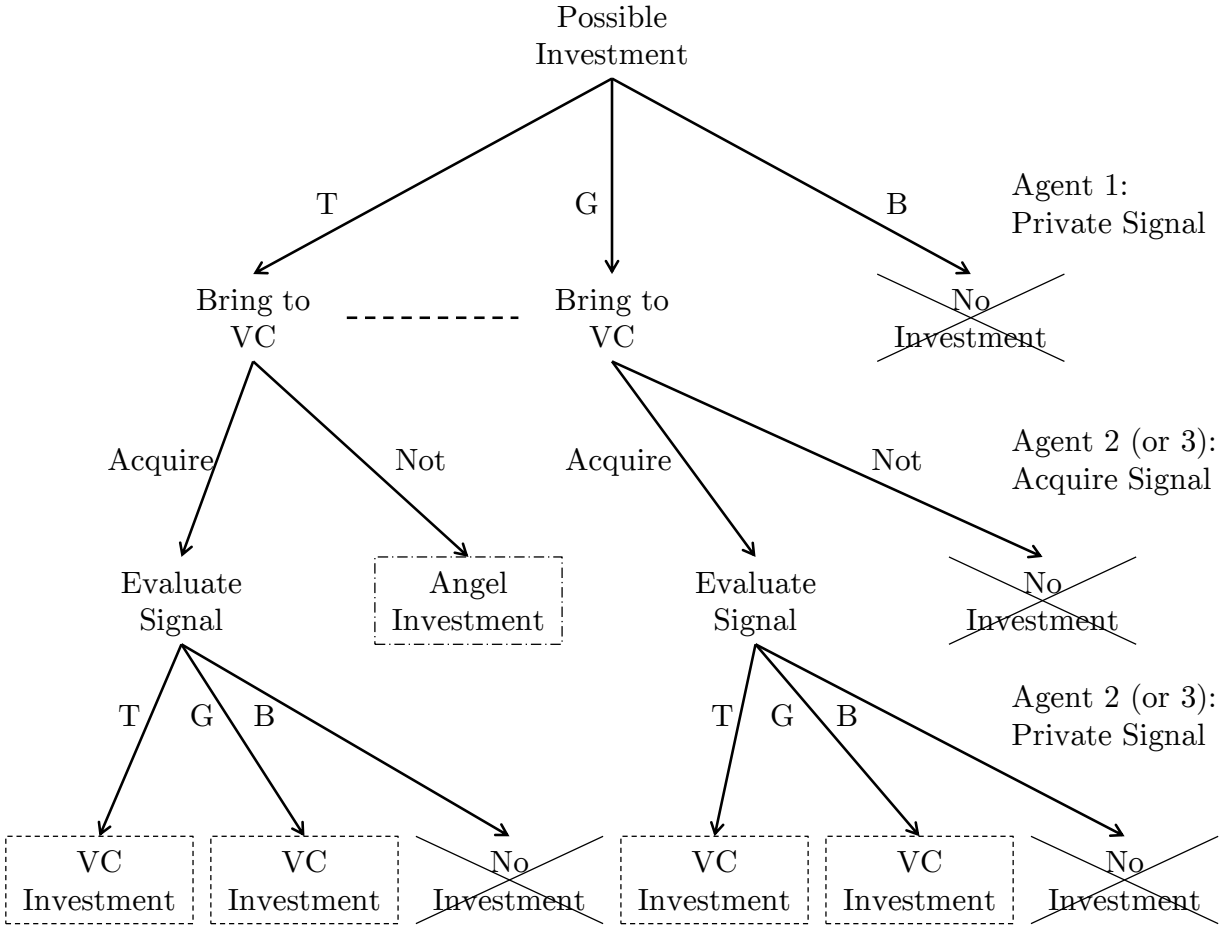 Possible
Investment
T
G
B
Agent 1:
Private Signal
Bring to
VC
Bring to
VC
No
Investment
Acquire
Not
Acquire
Not
Agent 2 (or 3):
Acquire Signal
Evaluate
Signal
Angel
Investment
Evaluate
Signal
No
Investment
T
G
B
T
G
B
Agent 2 (or 3):
Private Signal
VC
Investment
VC
Investment
No
Investment
VC
Investment
VC
Investment
No
Investment